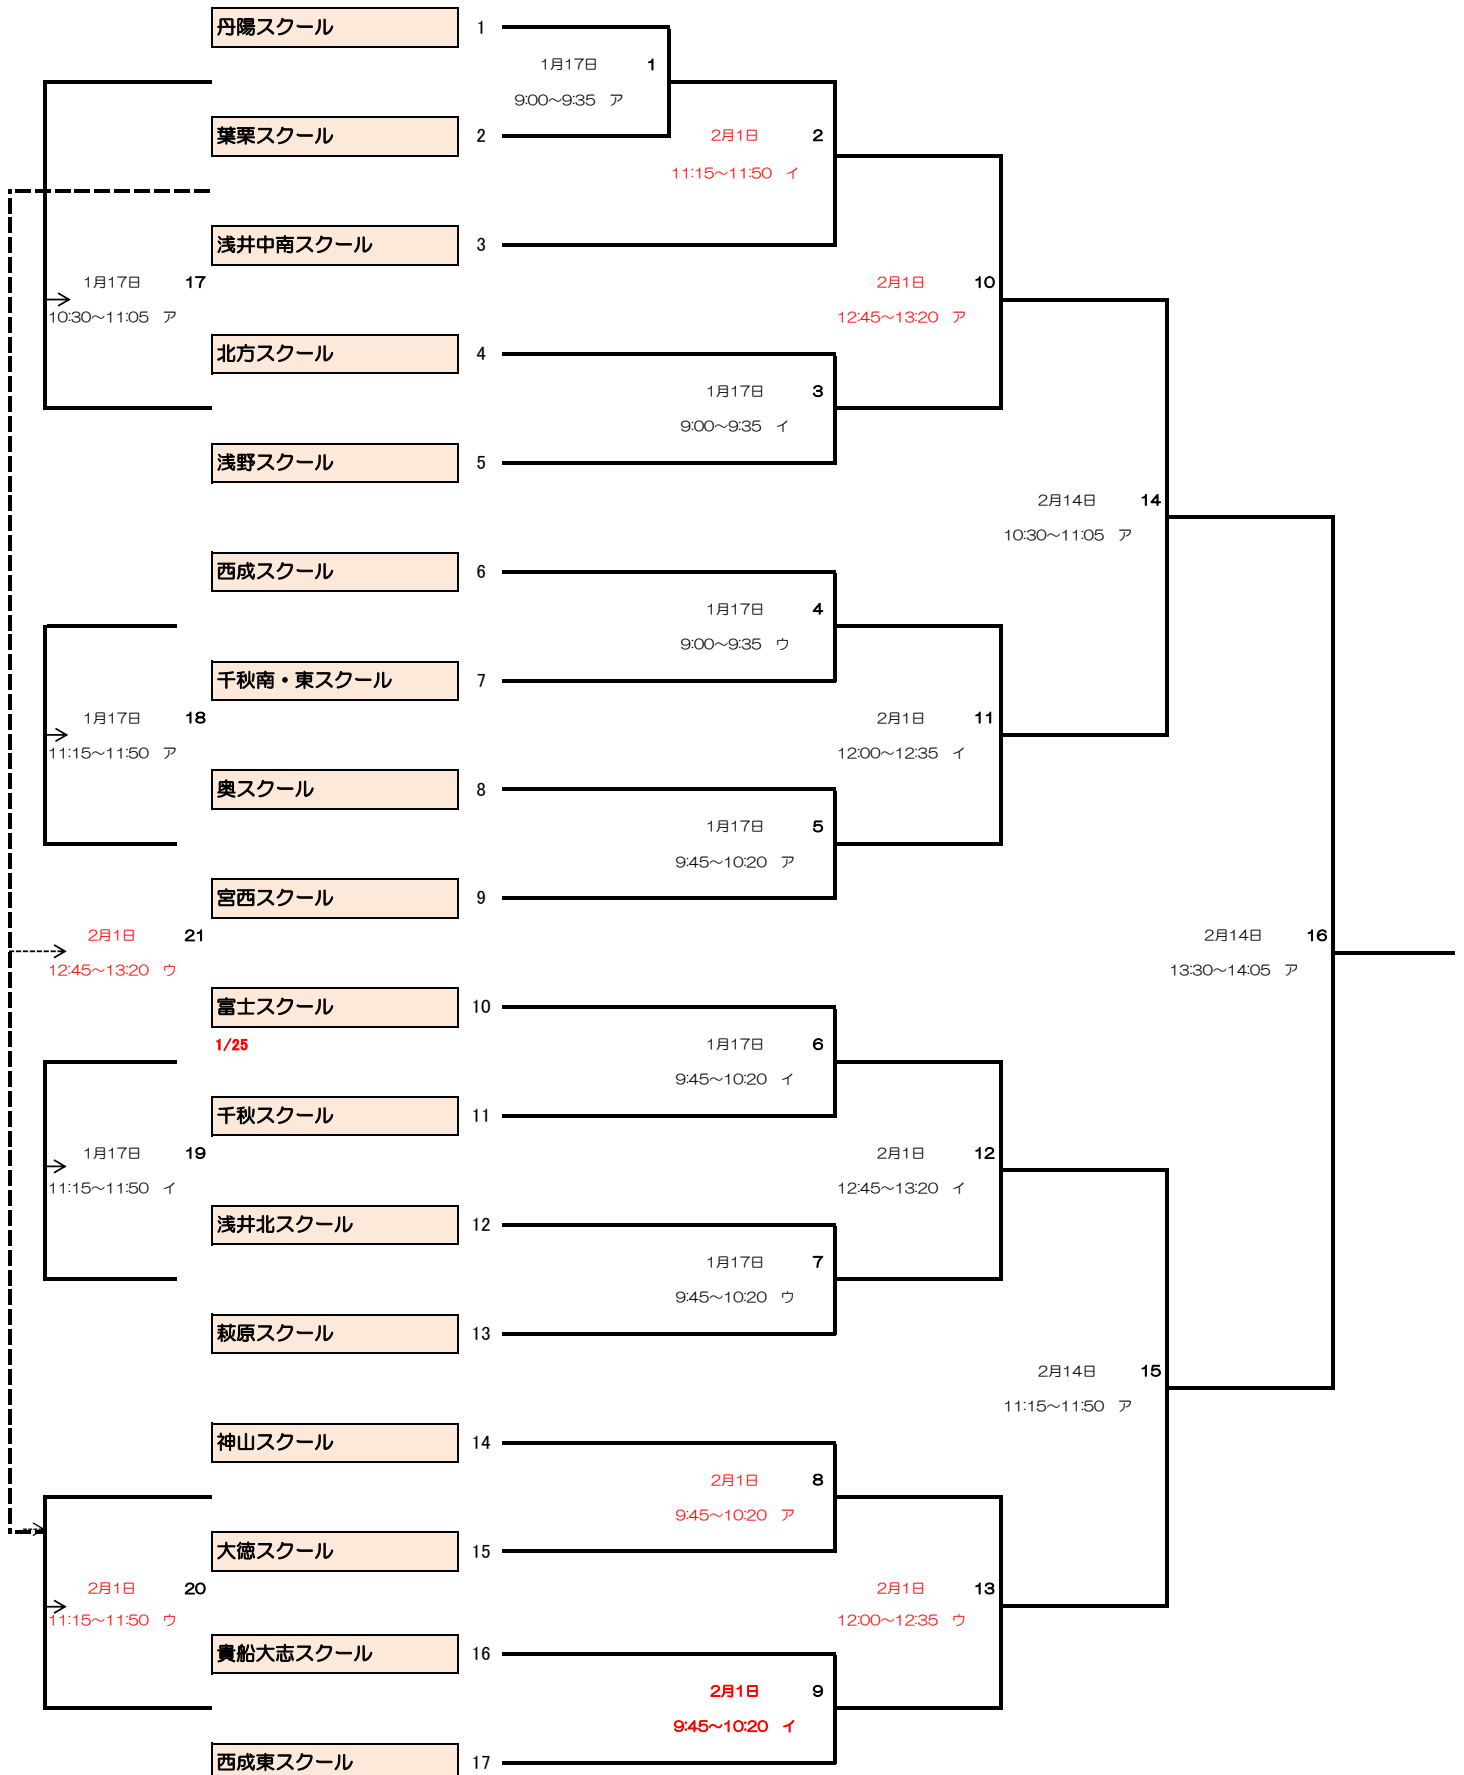 丹陽スクール 1
1月17日 1
9:00～9:35 ア
葉栗スクール 2
2月1日 2
11:15～11:50 イ
浅井中南スクール 3
1月17日 17
2月1日 10
10:30～11:05 ア
12:45～13:20 ア
北方スクール 4
1月17日 3
9:00～9:35 イ
浅野スクール 5
2月14日 14
10:30～11:05 ア
西成スクール 6
1月17日 4
9:00～9:35 ウ
千秋南・東スクール 7
1月17日 18
2月1日 11
11:15～11:50 ア
12:00～12:35 イ
奥スクール 8
1月17日 5
9:45～10:20 ア
宮西スクール 9
2月1日 21
2月14日 16
12:45～13:20 ウ
13:30～14:05 ア
富士スクール 10
1/25
1月17日 6
9:45～10:20 イ
千秋スクール 11
1月17日 19
2月1日 12
11:15～11:50 イ
12:45～13:20 イ
浅井北スクール 12
1月17日 7
9:45～10:20 ウ
萩原スクール 13
2月14日 15
11:15～11:50 ア
神山スクール 14
2月1日 8
9:45～10:20 ア
大徳スクール 15
2月1日 20
2月1日 13
11:15～11:50 ウ
12:00～12:35 ウ
貴船大志スクール 16
2月1日 9
9:45～10:20 イ
西成東スクール 17